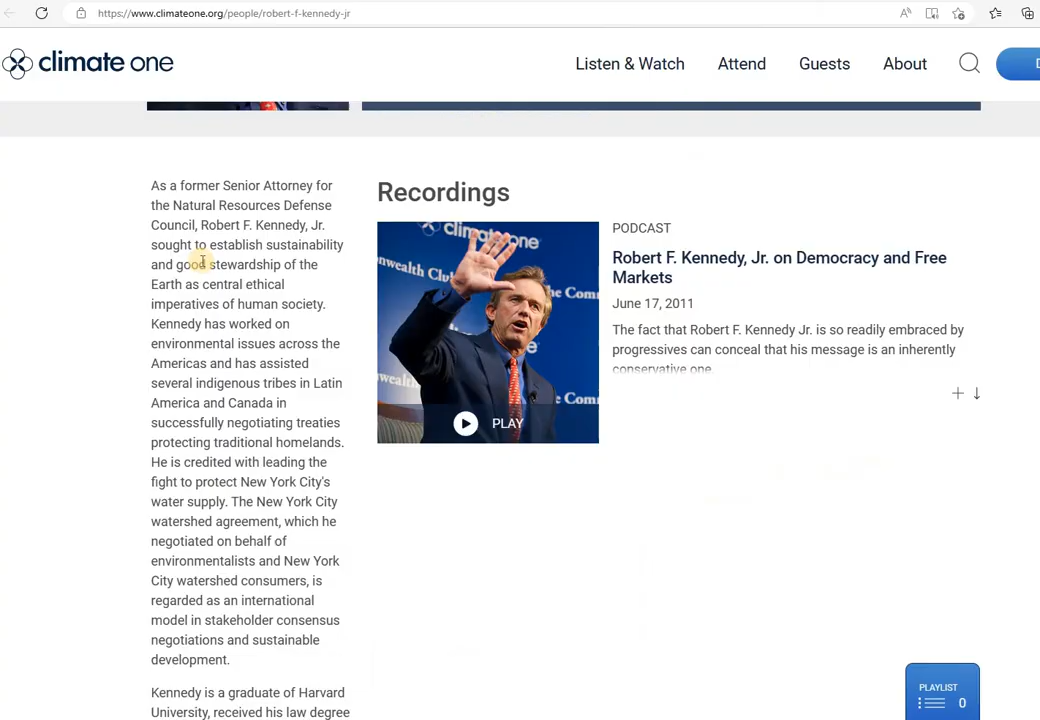 https://www.climateone.org/people/robert-f-kennedy-jr
climate one
Listen & Watch
Attend
Guests
About
As a former Senior Attorney for
the Natural Resources Defense
Council, Robert F. Kennedy, Jr.
sought to establish sustainability
and good stewardship of the
Earth as central ethical
imperatives of human society.
Kennedy has worked on
environmental issues across the
Americas and has assisted
several indigenous tribes in Latin
America and Canada in
successfully negotiating treaties
protecting traditional homelands.
He is credited with leading the
fight to protect New York City's
water supply. The New York City
watershed agreement, which he
negotiated on behalf of
environmentalists and New York
City watershed consumers, is
regarded as an international
model in stakeholder consensus
negotiations and sustainable
development.
Kennedy is a graduate of Harvard
University, received his law degree
Recordings
PLAY
PODCAST
Robert F. Kennedy, Jr. on Democracy and Free
Markets
June 17, 2011
The fact that Robert F. Kennedy Jr. is so readily embraced by
progressives can conceal that his message is an inherently
conservative one.
PLAYLIST
0